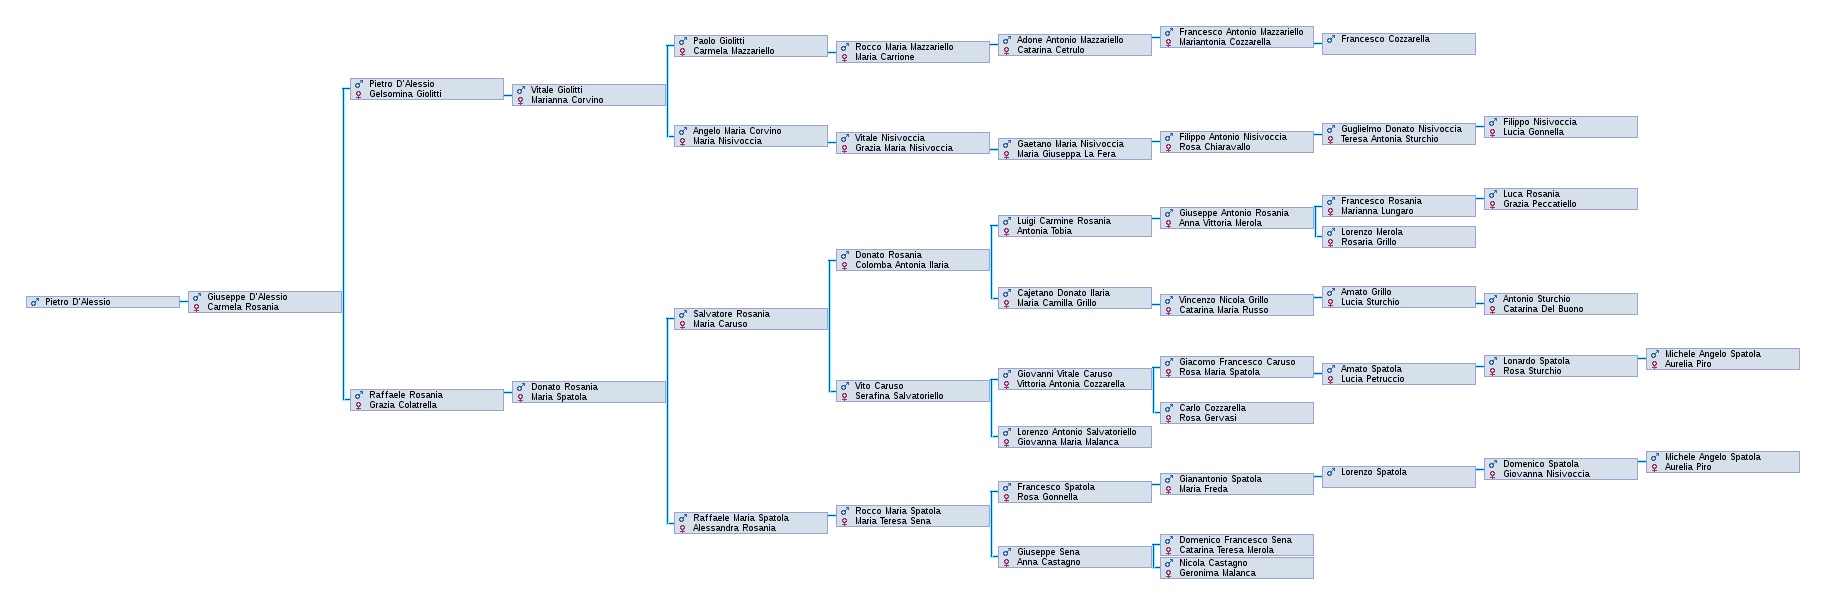 Pietro D'Alessio
Giuseppe D'Alessio
Carmela Rosania
Pietro D'Alessio
Gelsomina Giolitti
Raffaele Rosania
Grazia Colatrella
Vitale Giolitti
Marianna Corvino
Donato Rosania
Maria Spatola
Paolo Giolitti
Carmela Mazzariello
Angelo Maria Corvino
Maria Nisivoccia
Salvatore Rosania
Maria Caruso
Raffaele Maria Spatola
Alessandra Rosania
Rocco Maria Mazzariello
Maria Carrione
Vitale Nisivoccia
Grazia Maria Nisivoccia
Donato Rosania
Colomba Antonia Ilaria
Vito Caruso
Serafina Salvatoriello
Rocco Maria Spatola
Maria Teresa Sena
Adone Antonio Mazzariello
Catarina Cetrulo
Gaetano Maria Nisivoccia
Maria Giuseppa La Fera
Luigi Carmine Rosania
Antonia Tobia
Cajetano Donato Ilaria
Maria Camilla Grillo
Giovanni Vitale Caruso
Vittoria Antonia Cozzarella
Lorenzo Antonio Salvatoriello
Giovanna Maria Malanca
Francesco Spatola
Rosa Gonnella
Giuseppe Sena
Anna Castagno
Francesco Antonio Mazzariello
Mariantonia Cozzarella
Filippo Antonio Nisivoccia
Rosa Chiaravallo
Giuseppe Antonio Rosania
Anna Vittoria Merola
Vincenzo Nicola Grillo
Catarina Maria Russo
Giacomo Francesco Caruso
Rosa Maria Spatola
Carlo Cozzarella
Rosa Gervasi
Gianantonio Spatola
Maria Freda
Domenico Francesco Sena
Catarina Teresa Merola
Nicola Castagno
Geronima Malanca
Francesco Cozzarella
Guglielmo Donato Nisivoccia
Teresa Antonia Sturchio
Francesco Rosania
Marianna Lungaro
Lorenzo Merola
Rosaria Grillo
Amato Grillo
Lucia Sturchio
Amato Spatola
Lucia Petruccio
Lorenzo Spatola
Filippo Nisivoccia
Lucia Gonnella
Luca Rosania
Grazia Peccatiello
Antonio Sturchio
Catarina Del Buono
Lonardo Spatola
Rosa Sturchio
Domenico Spatola
Giovanna Nisivoccia
Michele Angelo Spatola
Aurelia Piro
Michele Angelo Spatola
Aurelia Piro